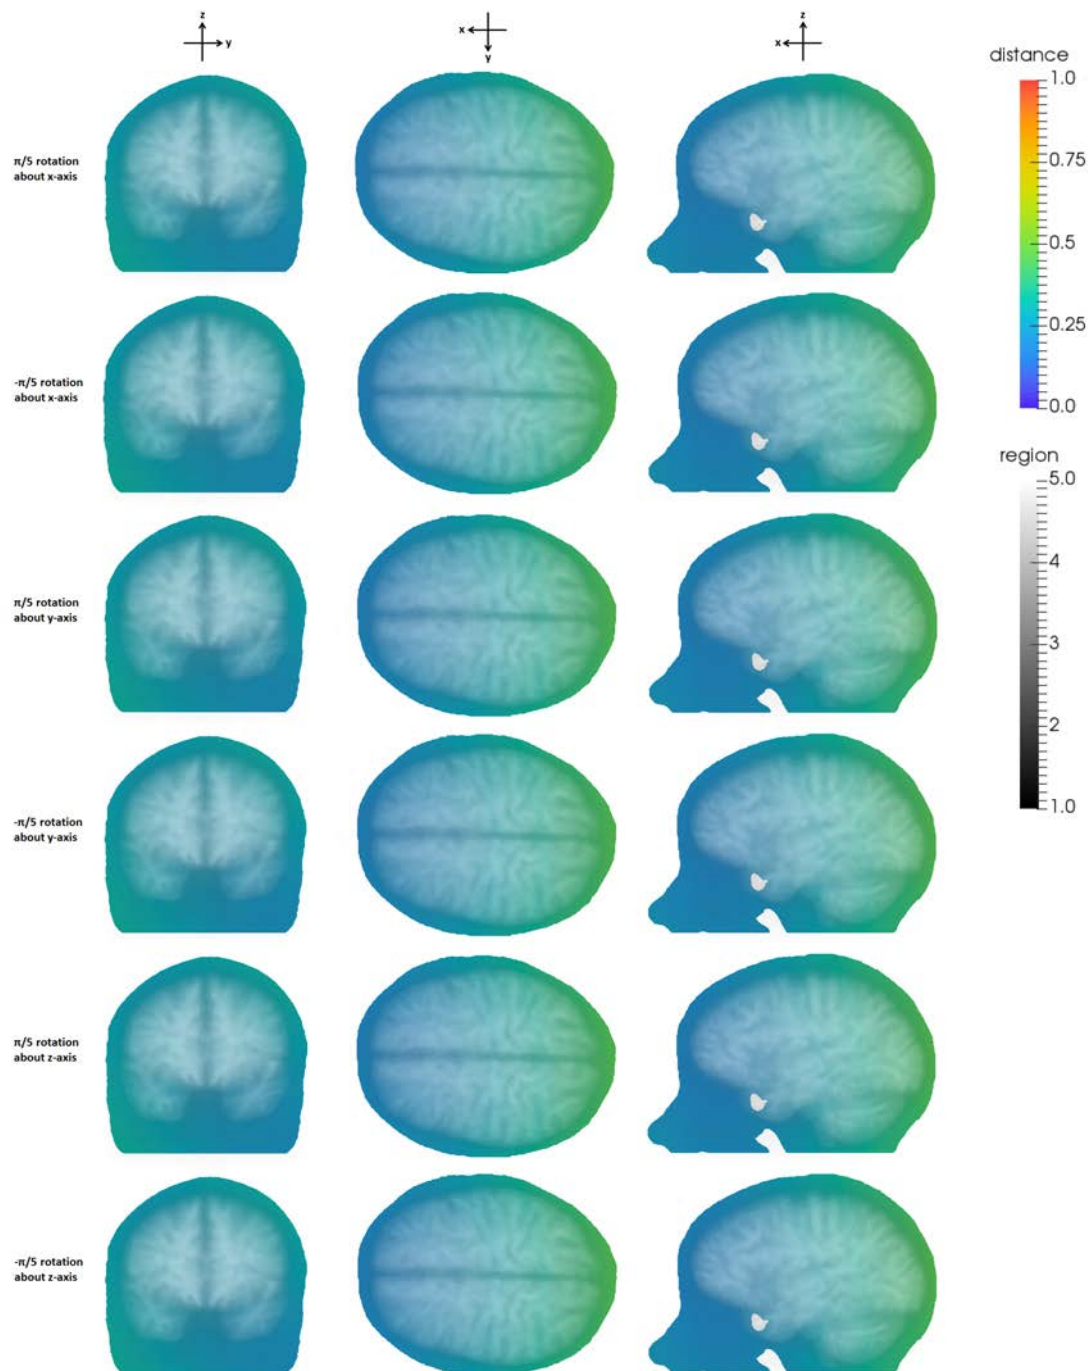 z
y
x
y
z
x
distance
1.0
0.75
0.5
0.25
0.0
region
5.0
4
3
2
1.0
π/5 rotation
about x-axis
-π/5 rotation
about x-axis
π/5 rotation
about y-axis
-π/5 rotation
about y-axis
π/5 rotation
about z-axis
-π/5 rotation
about z-axis